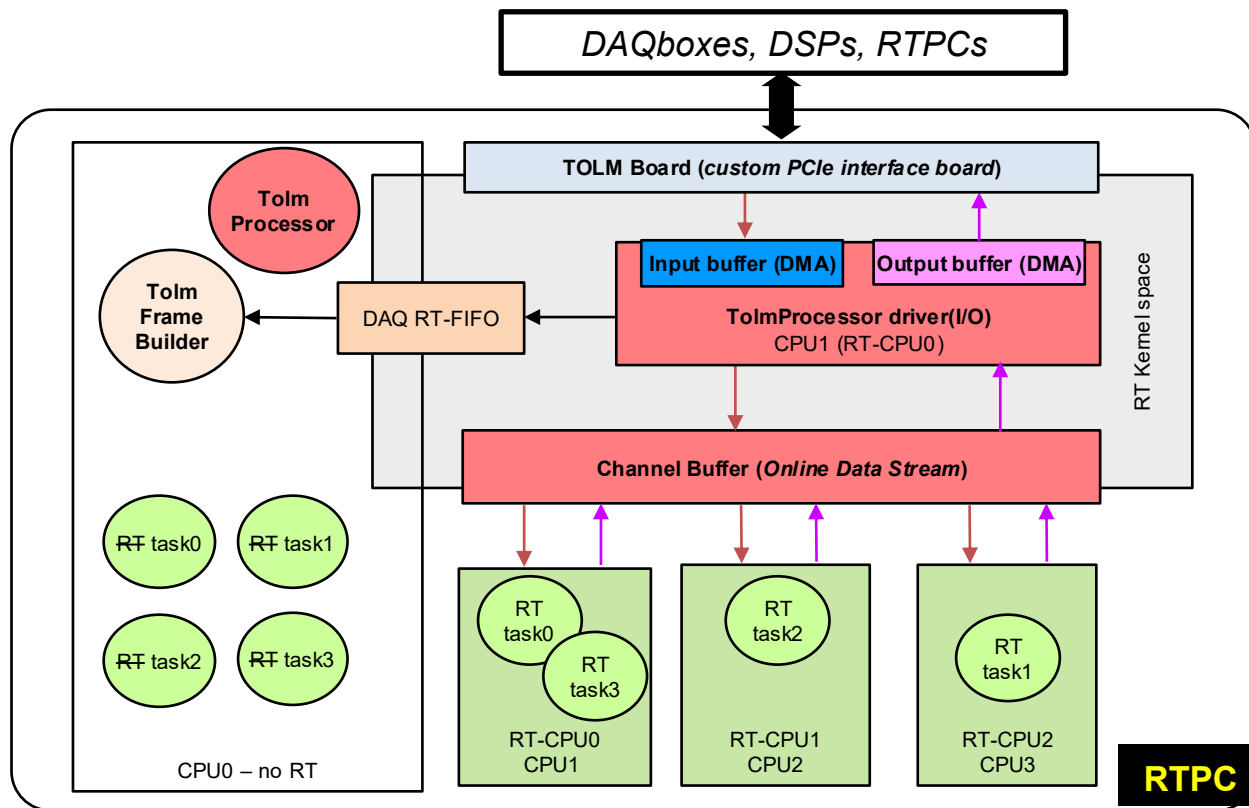 DAQboxes, DSPs, RTPCs
TOLM Board (custom PCIe interface board)
Tolm
Processor
Input buffer (DMA)
Output buffer (DMA)
Tolm
Frame
Builder
DAQ RT-FIFO
TolmProcessor driver(I/O)
CPU1 (RT-CPU0)
RT Kernel space
Channel Buffer (Online Data Stream)
RT task0
RT task1
RT task2
RT task3
CPU0 – no RT
RT
task0
RT
task3
RT-CPU0
CPU1
RT
task2
RT-CPU1
CPU2
RT
task1
RT-CPU2
CPU3
RTPC